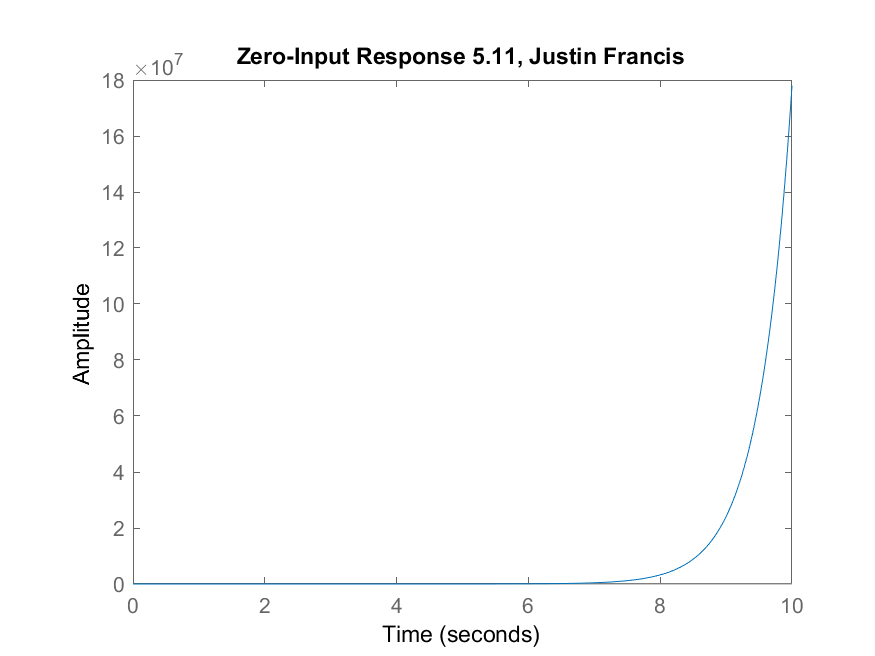 Zero-Input Response 5.11, Justin Francis
×10⁷
18
16
14
12
10
8
6
4
2
0
Amplitude
0 2 4 6 8 10
Time (seconds)